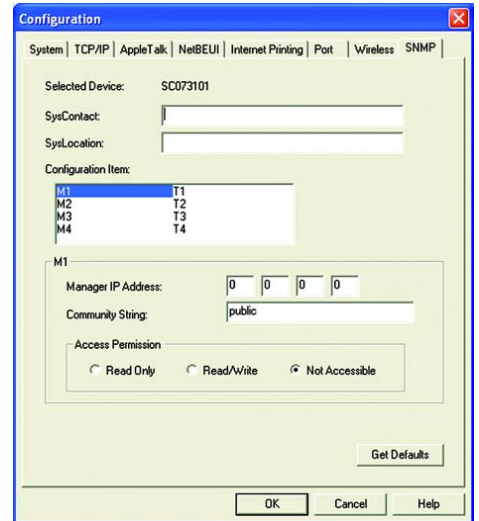 Configuration
System TCP/IP AppleTalk NetBEUI Internet Printing Port Wireless SNMP
Selected Device: SC073101
SysContact:
SysLocation:
Configuration Item:
M1 T1
M2 T2
M3 T3
M4 T4
M1
Manager IP Address: 0 0 0 0
Community String: public
Access Permission
Read Only Read/Write Not Accessible
Get Defaults
OK Cancel Help